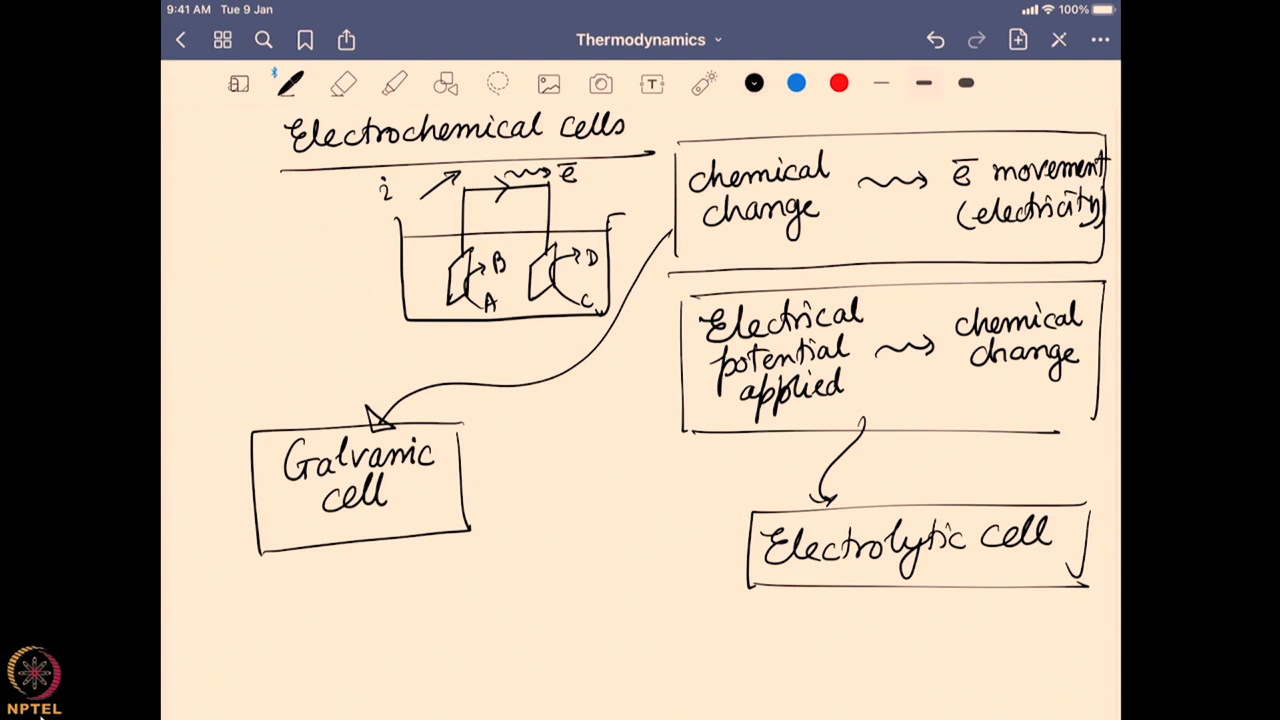 9:41 AM Tue 9 Jan
100%
Thermodynamics
T
Electrochemical cells
i
ē
B
A
D
C
chemical change ⇝ ē movement (electricity)
Electrical potential applied ⇝ chemical change
Galvanic
cell
Electrolytic cell
NPTEL